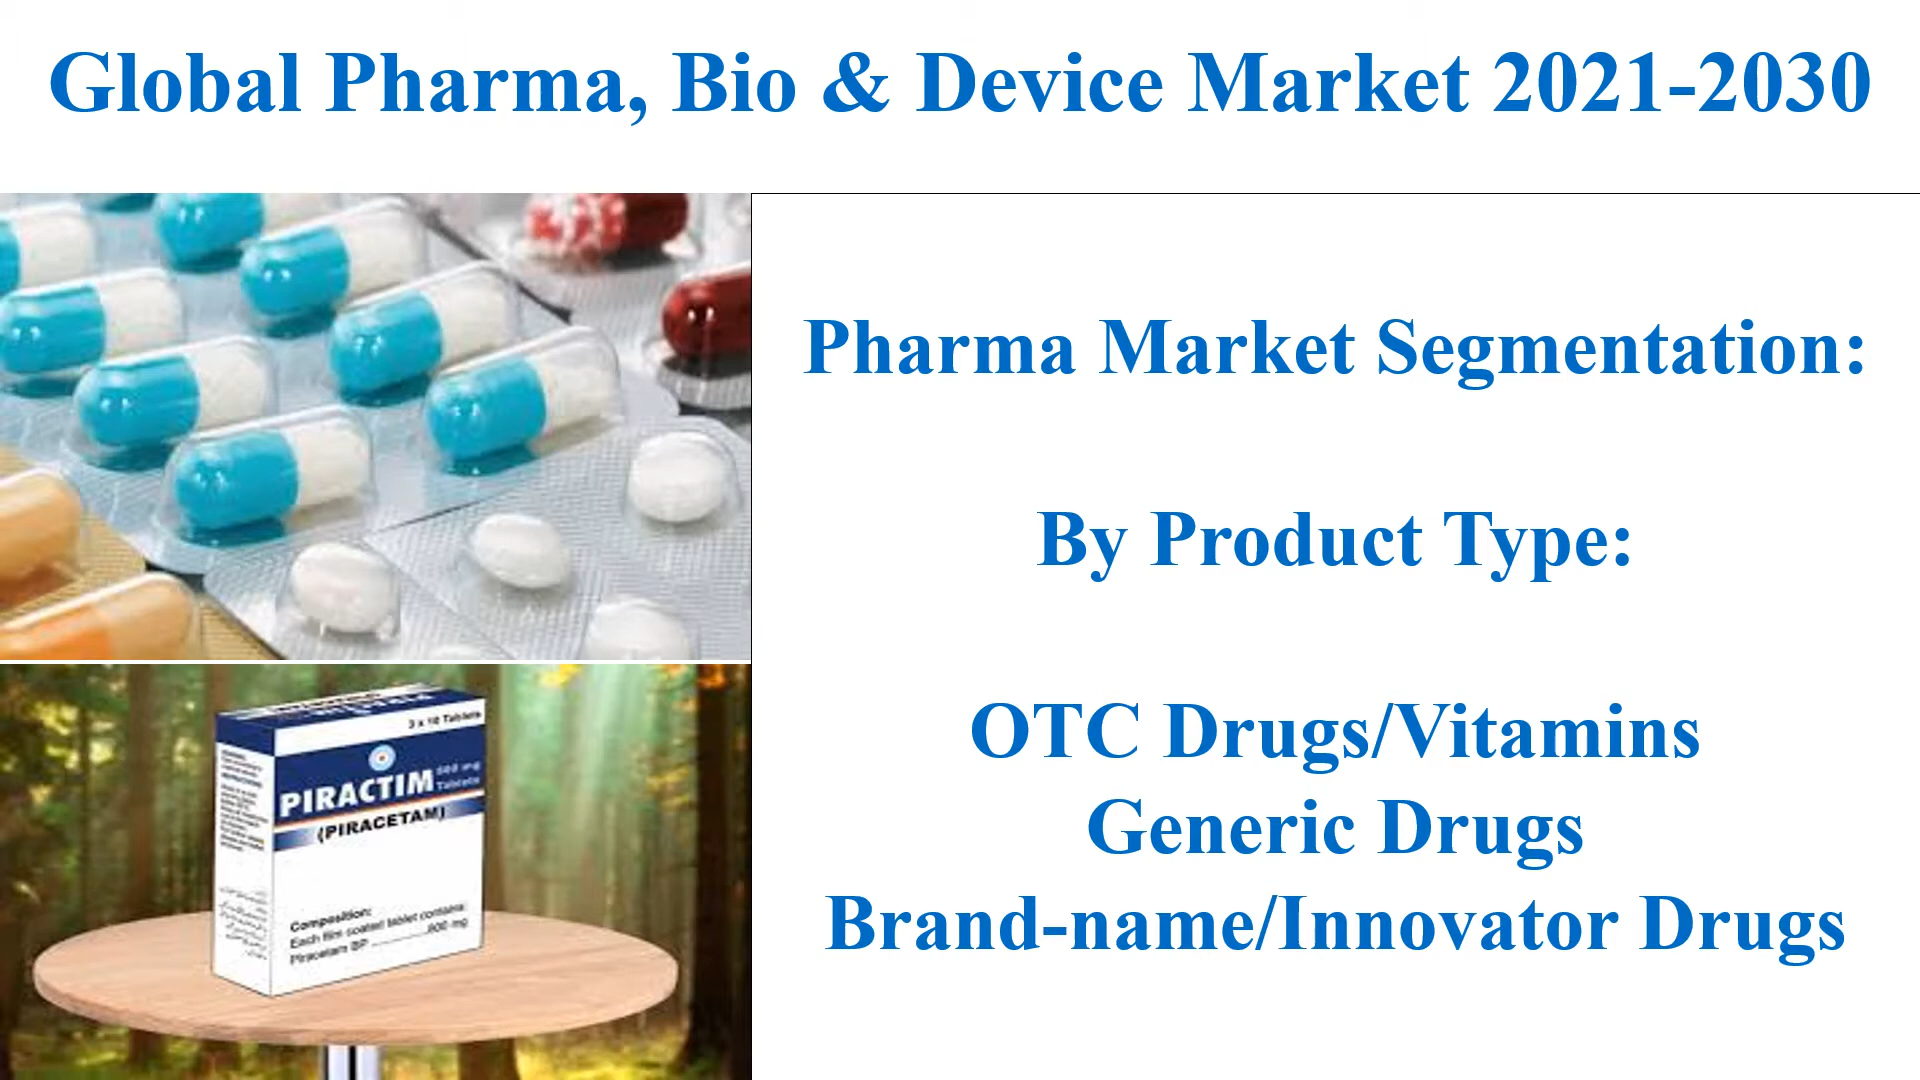 Global Pharma, Bio & Device Market 2021-2030
Pharma Market Segmentation:
By Product Type:
OTC Drugs/Vitamins
Generic Drugs
Brand-name/Innovator Drugs
3 x 10 Tablets
PIRACTIM
Tablets
(PIRACETAM)
Composition:
Each film coated tablet contains:
Piracetam BP